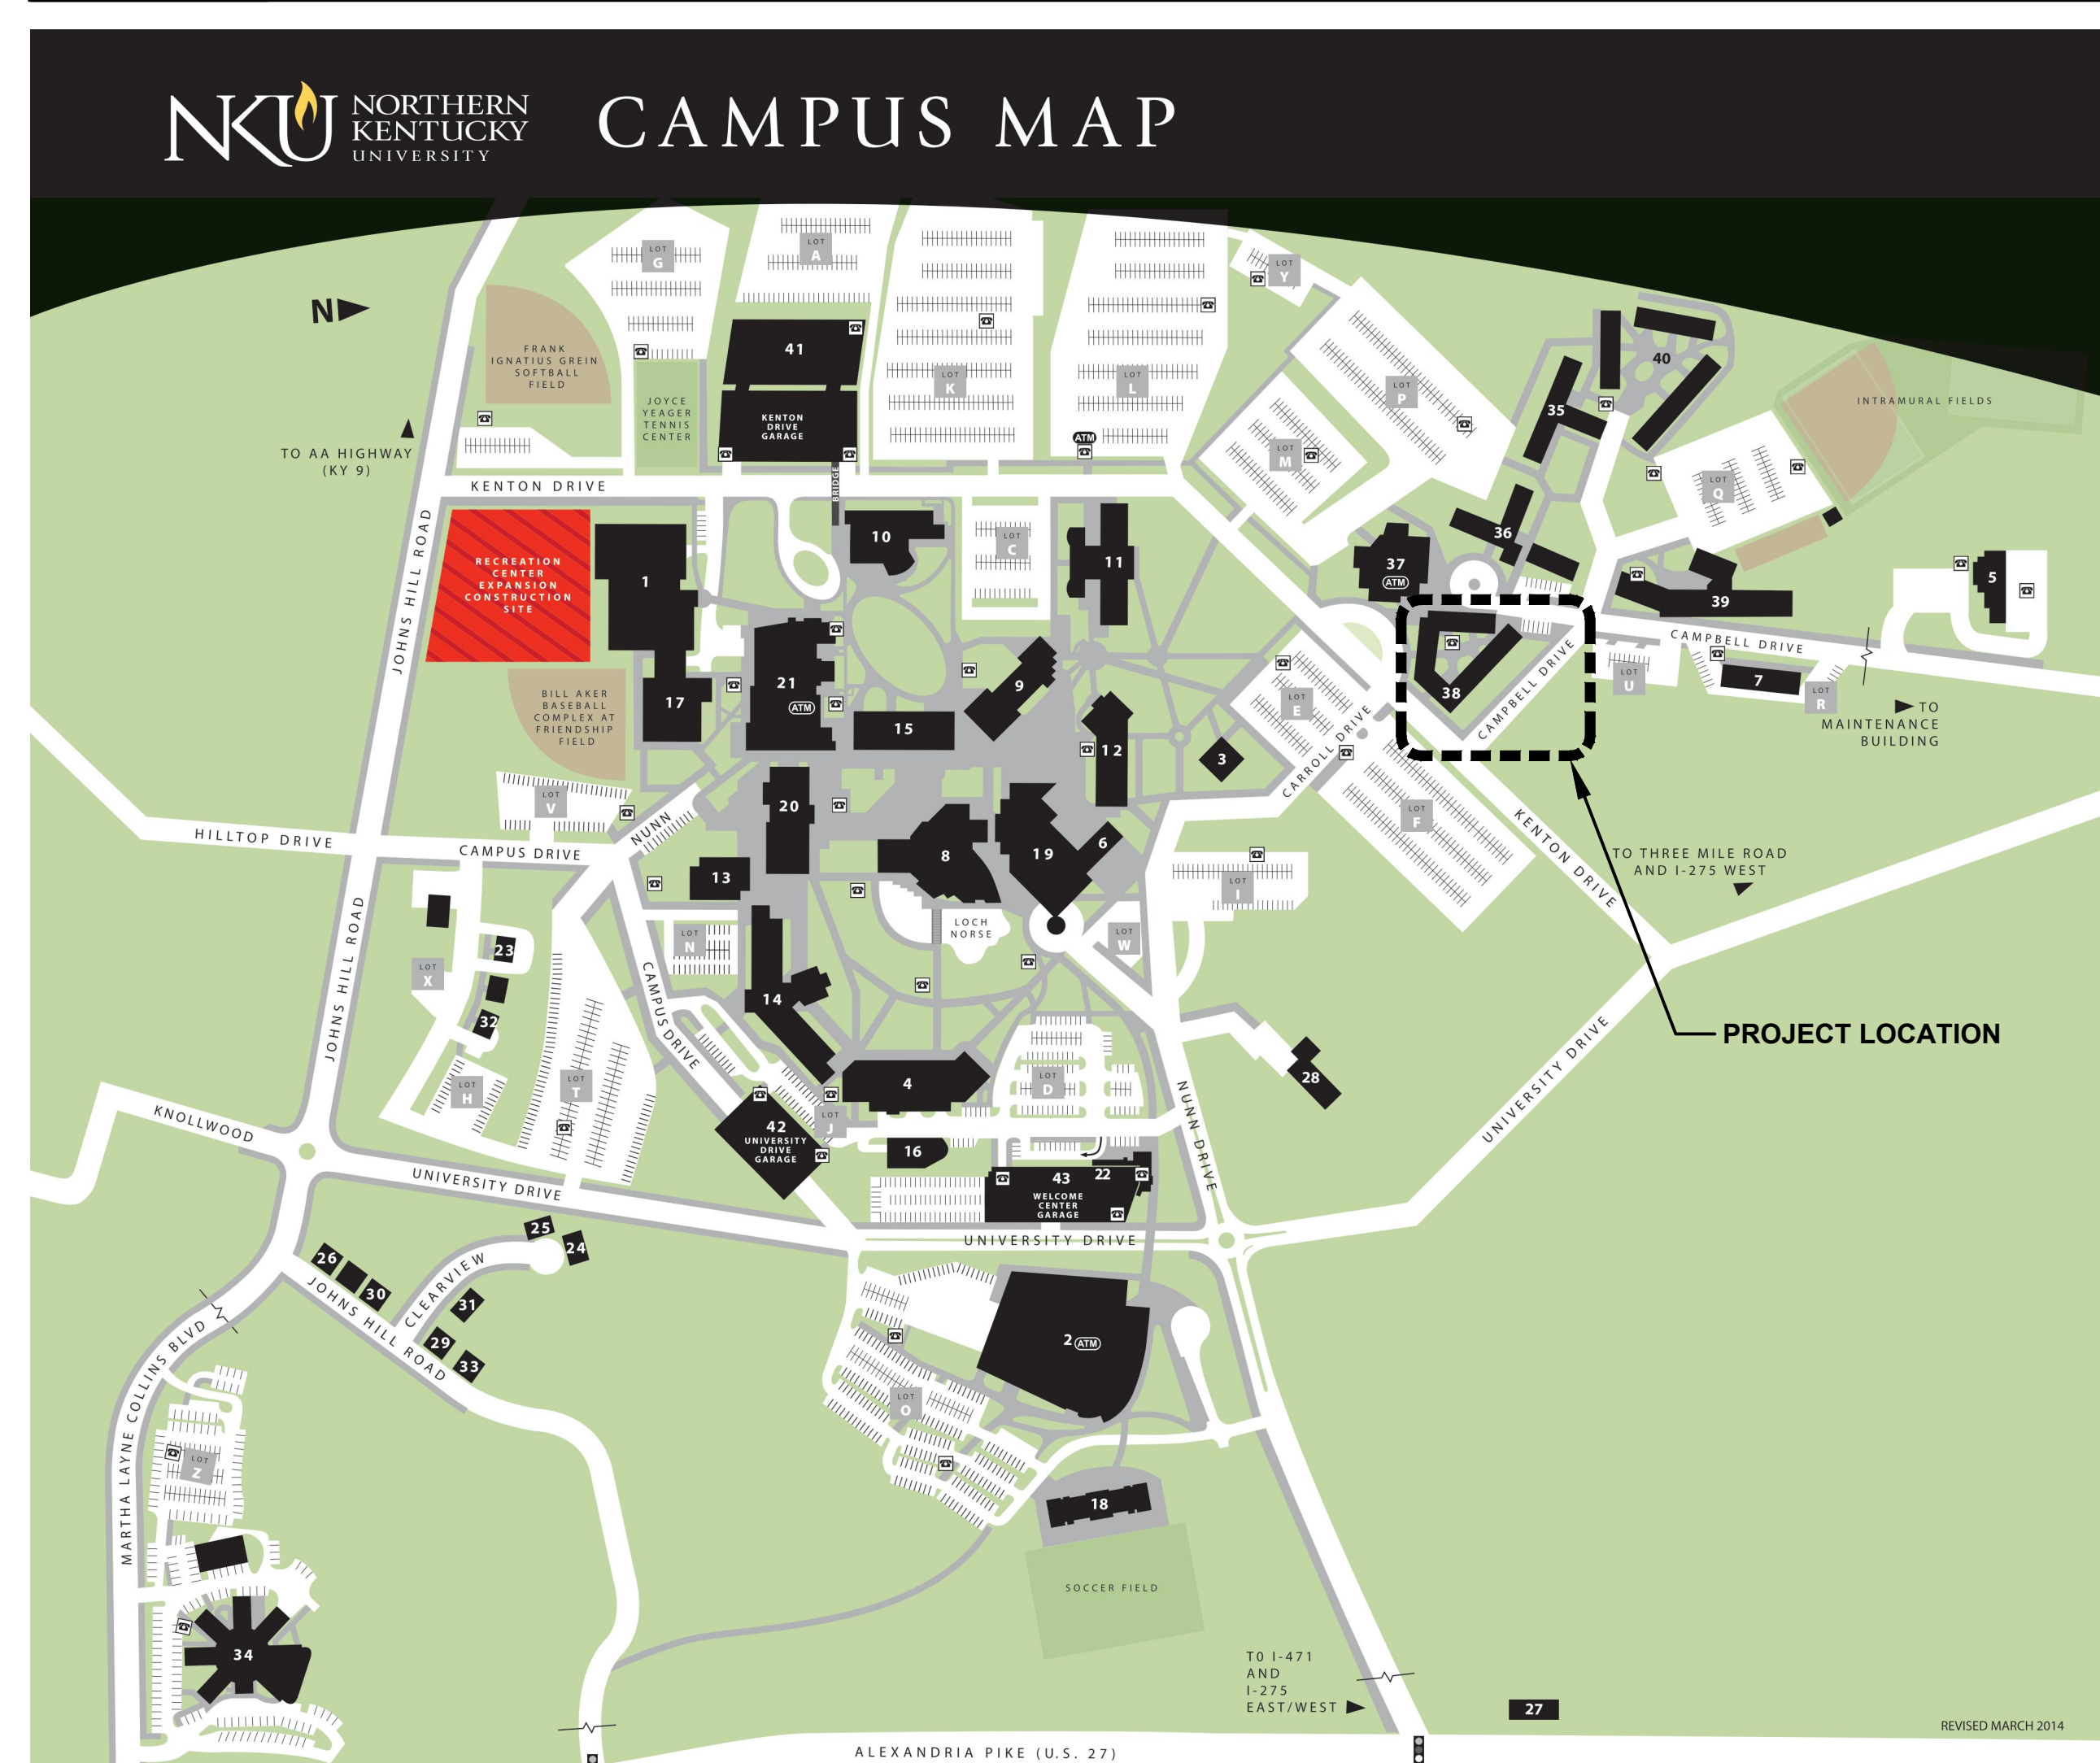 NKU NORTHERN
KENTUCKY
UNIVERSITY
CAMPUS MAP
LOT
G
LOT
A
LOT
Y
N
41
FRANK
IGNATIUS GREIN
SOFTBALL
FIELD
LOT
K
LOT
L
LOT
P
40
35
JOYCE
YEAGER
TENNIS
CENTER
KENTON
DRIVE
GARAGE
INTRAMURAL FIELDS
ATM
TO AA HIGHWAY
(KY 9)
LOT
M
LOT
Q
KENTON DRIVE
BRIDGE
JOHNS HILL ROAD
RECREATION
CENTER
EXPANSION
CONSTRUCTION
SITE
1
10
LOT
C
11
36
37
ATM
5
39
CAMPBELL DRIVE
38
CAMPBELL DRIVE
LOT
U
7
LOT
R
TO
MAINTENANCE
BUILDING
BILL AKER
BASEBALL
COMPLEX AT
FRIENDSHIP
FIELD
17
21
ATM
15
9
12
3
LOT
E
CARROLL DRIVE
LOT
V
NUNN
20
8
19
6
LOT
F
KENTON DRIVE
TO THREE MILE ROAD
AND I-275 WEST
HILLTOP DRIVE
CAMPUS DRIVE
13
LOT
I
JOHNS HILL ROAD
23
LOT
X
32
LOT
N
LOCH
NORSE
LOT
W
CAMPUS DRIVE
14
PROJECT LOCATION
LOT
H
LOT
T
4
LOT
D
28
NUNN DRIVE
UNIVERSITY DRIVE
KNOLLWOOD
LOT
J
42
UNIVERSITY
DRIVE
GARAGE
16
43
22
WELCOME
CENTER
GARAGE
UNIVERSITY DRIVE
UNIVERSITY DRIVE
25
24
26
30
CLEARVIEW
31
JOHNS HILL ROAD
29
33
2
ATM
MARTHA LAYNE COLLINS BLVD
LOT
O
LOT
Z
18
SOCCER FIELD
34
T0 I-471
AND
I-275
EAST/WEST
27
REVISED MARCH 2014
ALEXANDRIA PIKE (U.S. 27)